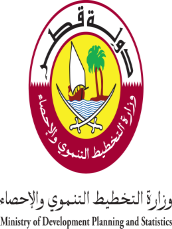 دولة قطر
وزارة التخطيط التنموي والإحصاء
وزارة التخطيط التنموي والإحصاء
Ministry of Development Planning and Statistics